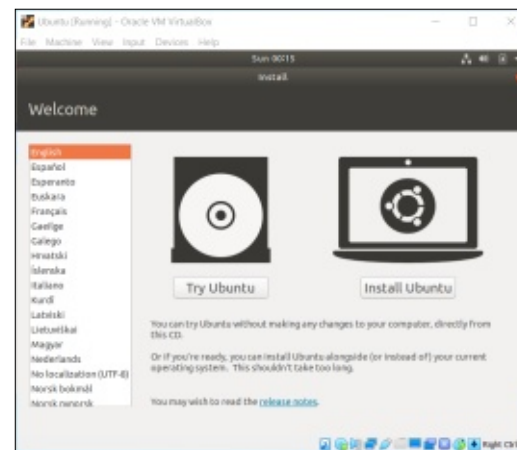 Ubuntu [Running] - Oracle VM VirtualBox
File Machine View Input Devices Help
Sun 00:15
Install
Welcome
English
Español
Esperanto
Euskara
Français
Gaeilge
Galego
Hrvatski
Íslenska
Italiano
Kurdî
Latviski
Lietuviškai
Magyar
Nederlands
No localization (UTF-8)
Norsk bokmål
Norsk nynorsk
Try Ubuntu
Install Ubuntu
You can try Ubuntu without making any changes to your computer, directly from
this CD.
Or if you're ready, you can install Ubuntu alongside (or instead of) your current
operating system. This shouldn't take too long.
You may wish to read the release notes.
Right Ctrl